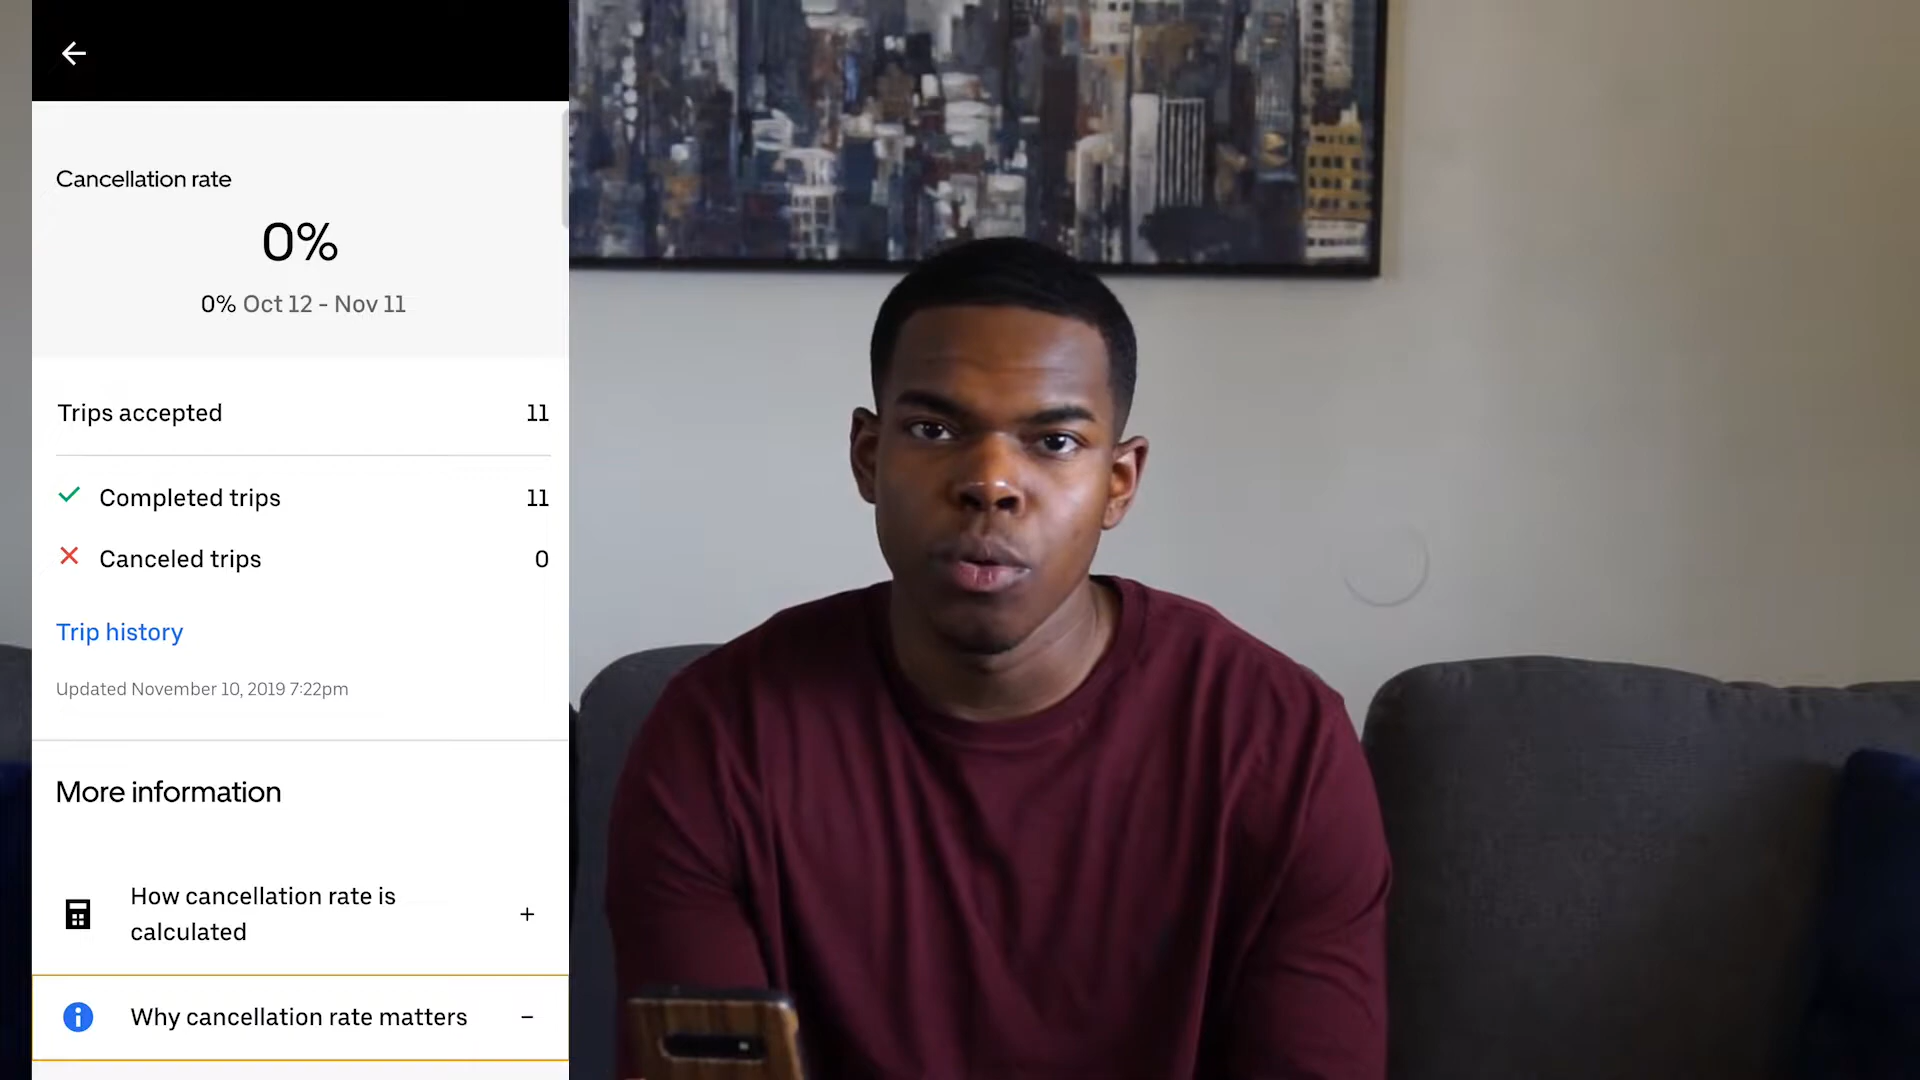 Cancellation rate
0%
0% Oct 12 - Nov 11
Trips accepted 11
Completed trips 11
Canceled trips 0
Trip history
Updated November 10, 2019 7:22pm
More information
How cancellation rate is
calculated
Why cancellation rate matters